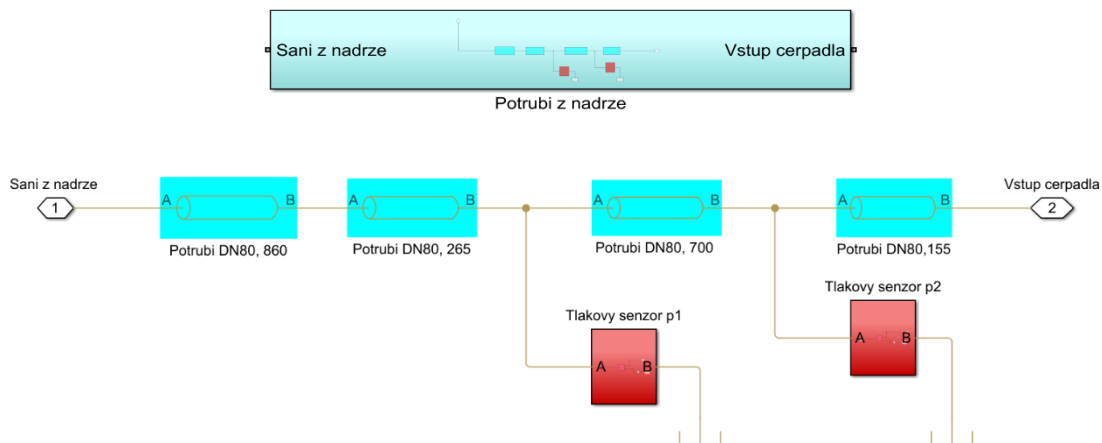 Sani z nadrze
Vstup cerpadla
Potrubi z nadrze
Sani z nadrze
1
A
B
Potrubi DN80, 860
A
B
Potrubi DN80, 265
A
B
Potrubi DN80, 700
A
B
Potrubi DN80,155
Vstup cerpadla
2
Tlakovy senzor p1
A
B
Tlakovy senzor p2
A
B